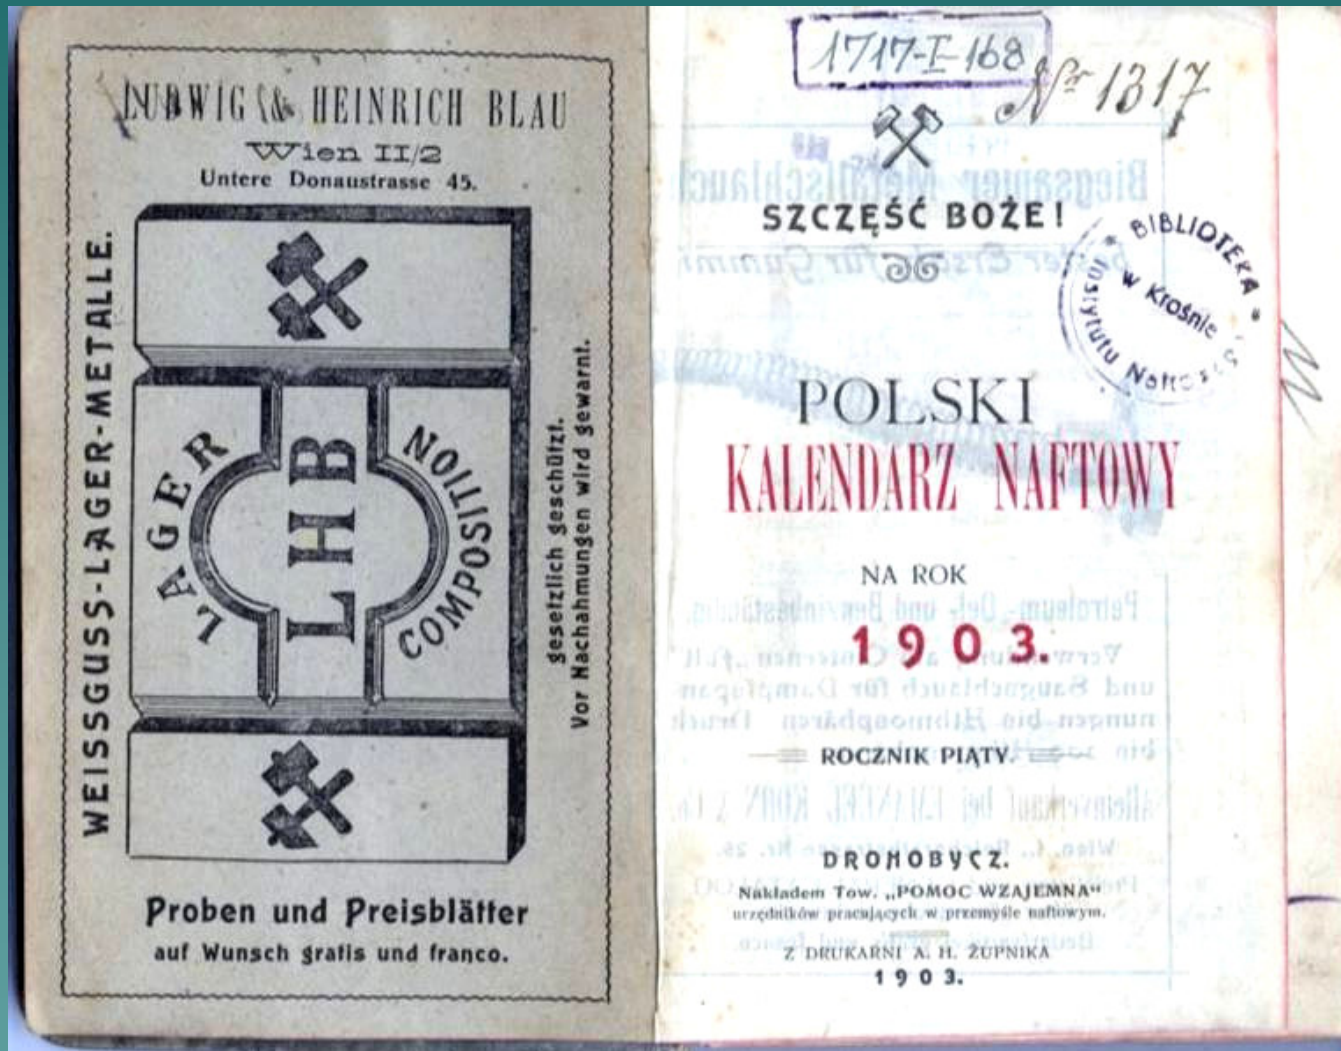 LUDWIG & HEINRICH BLAU
Wien II/2
Untere Donaustrasse 45.
WEISSGUSS-LAGER-METALLE.
LAGER
LHB
COMPOSITION
gesetzlich geschützt.
Vor Nachahmungen wird gewarnt.
Proben und Preisblätter
auf Wunsch gratis und franco.
1717-I-168
Nr 1317
SZCZĘŚĆ BOŻE!
BIBLIOTEKA
w Krośnie
Instytutu
POLSKI
KALENDARZ NAFTOWY
NA ROK
1903.
ROCZNIK PIĄTY.
DROHOBYCZ.
Nakładem Tow. „POMOC WZAJEMNA“
urzędników pracujących w przemyśle naftowym.
Z DRUKARNI A. H. ŻUPNIKA
1903.